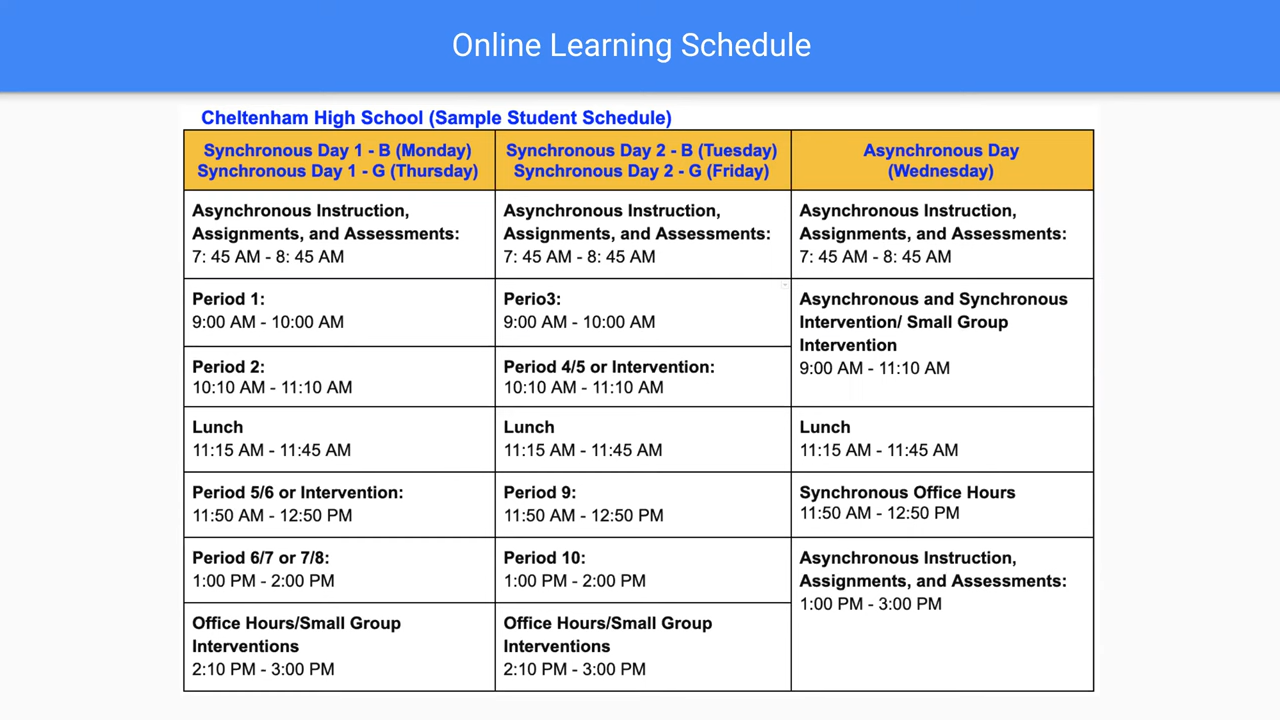 Online Learning Schedule
Cheltenham High School (Sample Student Schedule)
Synchronous Day 1 - B (Monday)
Synchronous Day 1 - G (Thursday)
Synchronous Day 2 - B (Tuesday)
Synchronous Day 2 - G (Friday)
Asynchronous Day
(Wednesday)
Asynchronous Instruction,
Assignments, and Assessments:
7: 45 AM - 8: 45 AM
Asynchronous Instruction,
Assignments, and Assessments:
7: 45 AM - 8: 45 AM
Asynchronous Instruction,
Assignments, and Assessments:
7:45 AM - 8:45 AM
Period 1:
9:00 AM - 10:00 AM
Perio3:
9:00 AM - 10:00 AM
Asynchronous and Synchronous
Intervention/ Small Group
Intervention
9:00 AM - 11:10 AM
Period 2:
10:10 AM - 11:10 AM
Period 4/5 or Intervention:
10:10 AM - 11:10 AM
Lunch
11:15 AM - 11:45 AM
Lunch
11:15 AM - 11:45 AM
Lunch
11:15 AM - 11:45 AM
Period 5/6 or Intervention:
11:50 AM - 12:50 PM
Period 9:
11:50 AM - 12:50 PM
Synchronous Office Hours
11:50 AM - 12:50 PM
Period 6/7 or 7/8:
1:00 PM - 2:00 PM
Period 10:
1:00 PM - 2:00 PM
Asynchronous Instruction,
Assignments, and Assessments:
1:00 PM - 3:00 PM
Office Hours/Small Group
Interventions
2:10 PM - 3:00 PM
Office Hours/Small Group
Interventions
2:10 PM - 3:00 PM